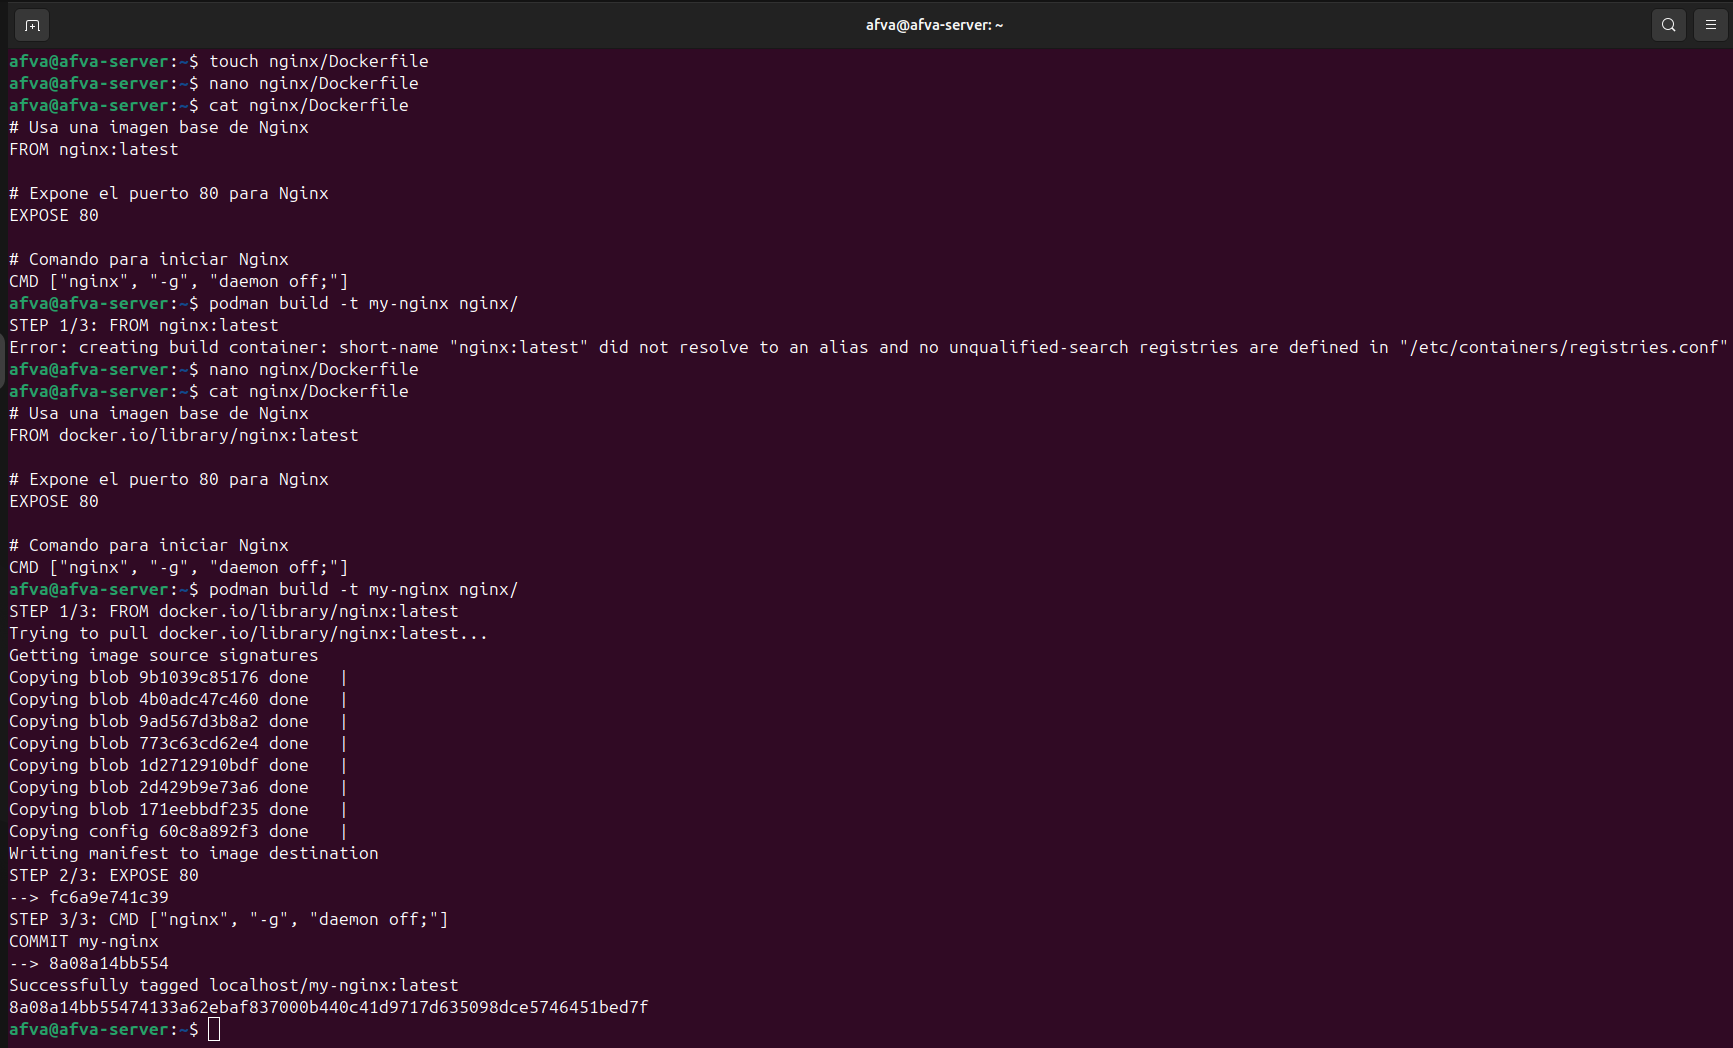 afva@afva-server: ~
afva@afva-server:~$ touch nginx/Dockerfile
afva@afva-server:~$ nano nginx/Dockerfile
afva@afva-server:~$ cat nginx/Dockerfile
# Usa una imagen base de Nginx
FROM nginx:latest
# Expone el puerto 80 para Nginx
EXPOSE 80
# Comando para iniciar Nginx
CMD ["nginx", "-g", "daemon off;"]
afva@afva-server:~$ podman build -t my-nginx nginx/
STEP 1/3: FROM nginx:latest
Error: creating build container: short-name "nginx:latest" did not resolve to an alias and no unqualified-search registries are defined in "/etc/containers/registries.conf"
afva@afva-server:~$ nano nginx/Dockerfile
afva@afva-server:~$ cat nginx/Dockerfile
# Usa una imagen base de Nginx
FROM docker.io/library/nginx:latest
# Expone el puerto 80 para Nginx
EXPOSE 80
# Comando para iniciar Nginx
CMD ["nginx", "-g", "daemon off;"]
afva@afva-server:~$ podman build -t my-nginx nginx/
STEP 1/3: FROM docker.io/library/nginx:latest
Trying to pull docker.io/library/nginx:latest...
Getting image source signatures
Copying blob 9b1039c85176 done   |
Copying blob 4b0adc47c460 done   |
Copying blob 9ad567d3b8a2 done   |
Copying blob 773c63cd62e4 done   |
Copying blob 1d2712910bdf done   |
Copying blob 2d429b9e73a6 done   |
Copying blob 171eebbdf235 done   |
Copying config 60c8a892f3 done   |
Writing manifest to image destination
STEP 2/3: EXPOSE 80
--> fc6a9e741c39
STEP 3/3: CMD ["nginx", "-g", "daemon off;"]
COMMIT my-nginx
--> 8a08a14bb554
Successfully tagged localhost/my-nginx:latest
8a08a14bb55474133a62ebaf837000b440c41d9717d635098dce5746451bed7f
afva@afva-server:~$